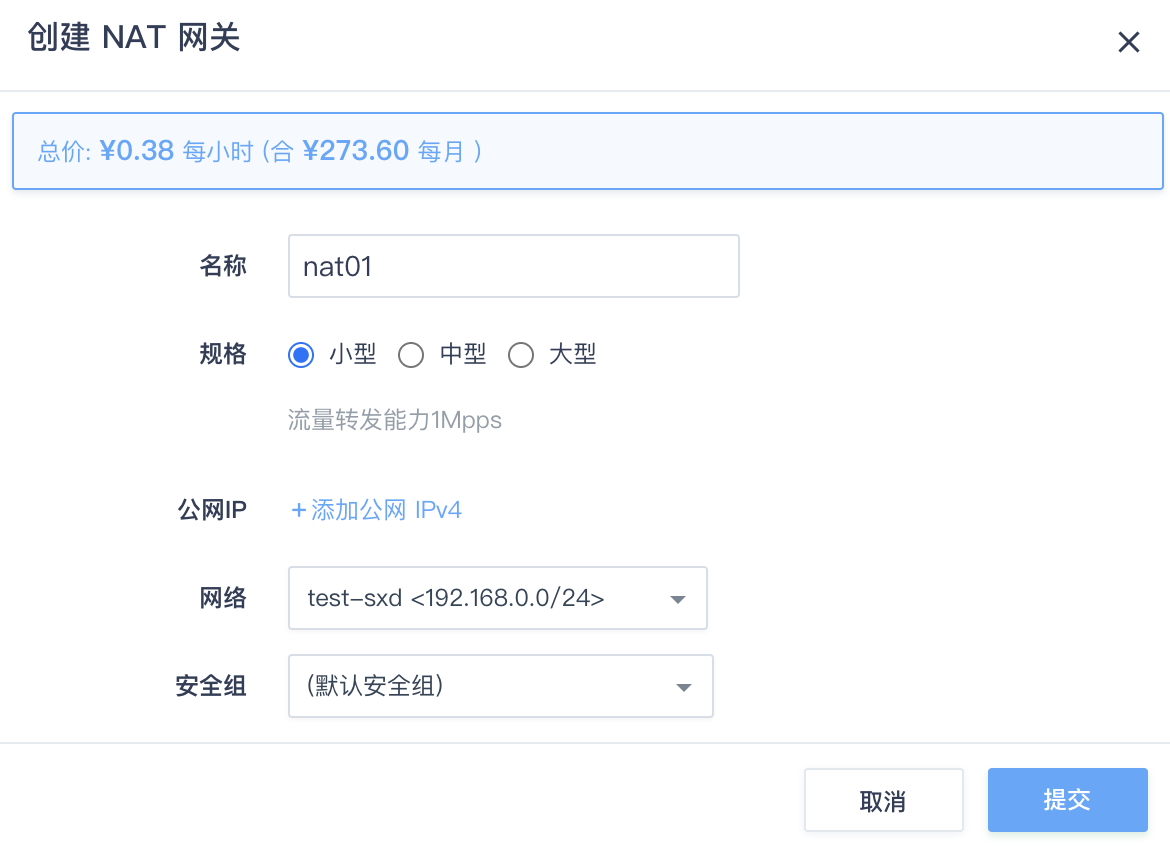 创建 NAT 网关
总价: ¥0.38 每小时 (合 ¥273.60 每月 )
名称 nat01
规格 小型 中型 大型
流量转发能力1Mpps
公网IP +添加公网 IPv4
网络 test-sxd <192.168.0.0/24>
安全组 (默认安全组)
取消 提交